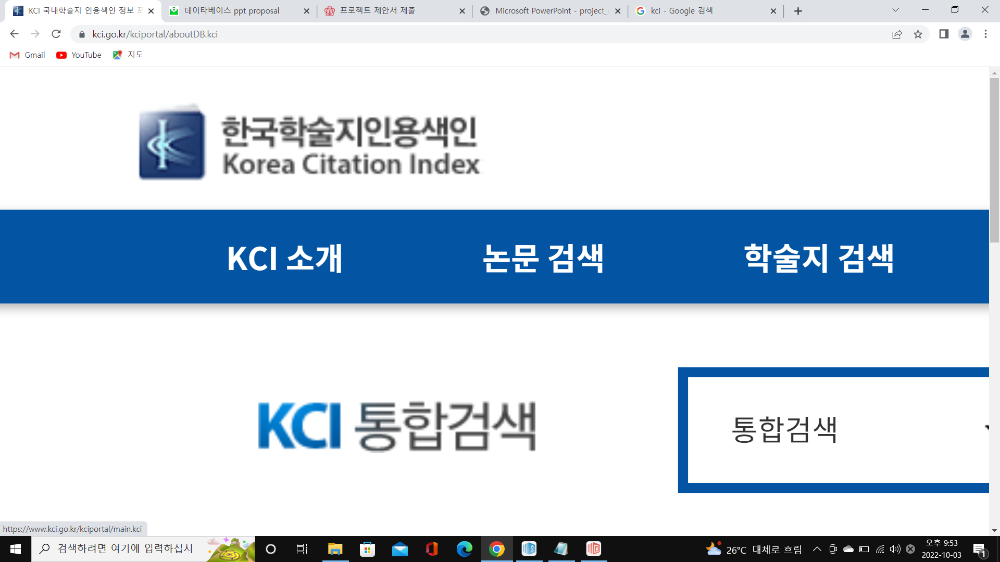 KCI 국내학술지 인용색인 정보 포
데이타베이스 ppt proposal
프로젝트 제안서 제출
Microsoft PowerPoint - project_
kci - Google 검색
kci.go.kr/kciportal/aboutDB.kci
Gmail
YouTube
지도
한국학술지인용색인
Korea Citation Index
KCI 소개
논문 검색
학술지 검색
KCI 통합검색
통합검색
https://www.kci.go.kr/kciportal/main.kci
검색하려면 여기에 입력하십시
26°C 대체로 흐림
오후 9:53
2022-10-03
1